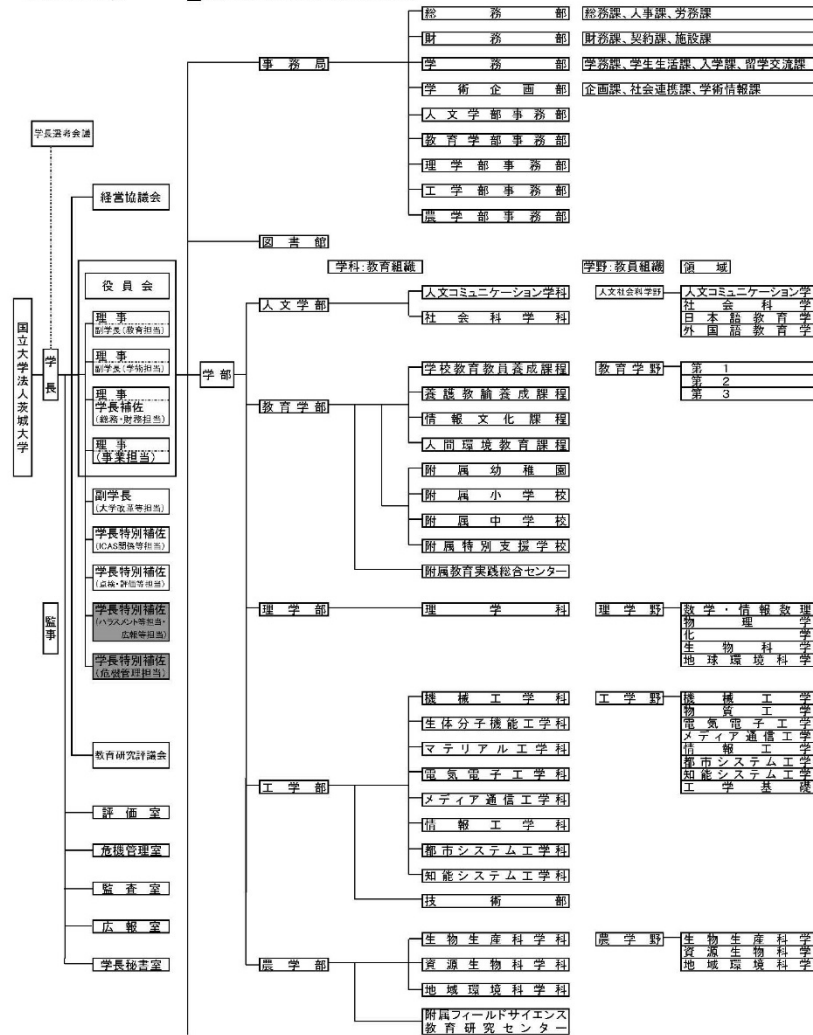 総務部 総務課、人事課、労務課
財務部 財務課、契約課、施設課
事務局 学務部 学務課、学生生活課、入学課、留学交流課
学術企画部 企画課、社会連携課、学術情報課
人文学部事務部
教育学部事務部
理学部事務部
工学部事務部
農学部事務部
学長選考会議
経営協議会
図書館
学科：教育組織 学野：教員組織 領域
国立大学法人茨城大学
学長
監事
役員会
理事
副学長(教育担当)
理事
副学長(学術担当)
理事
学長補佐
(総務・財務担当)
理事
(事業担当)
副学長
(大学改革等担当)
学長特別補佐
(ICAS関係等担当)
学長特別補佐
(点検・評価等担当)
学長特別補佐
(ハラスメント等担当・
広報等担当)
学長特別補佐
(危機管理担当)
教育研究評議会
評価室
危機管理室
監査室
広報室
学長秘書室
学部
人文学部
人文コミュニケーション学科
社会科学科
人文社会科学野
人文コミュニケーション学
社会科学
日本語教育学
外国語教育学
教育学部
学校教育教員養成課程
養護教諭養成課程
情報文化課程
人間環境教育課程
附属幼稚園
附属小学校
附属中学校
附属特別支援学校
附属教育実践総合センター
教育学野
第1
第2
第3
理学部
理学科
理学野
数学・情報数理
物理学
化学
生物科学
地球環境科学
工学部
機械工学科
生体分子機能工学科
マテリアル工学科
電気電子工学科
メディア通信工学科
情報工学科
都市システム工学科
知能システム工学科
技術部
工学野
機械工学
物質工学
電気電子工学
メディア通信工学
情報工学
都市システム工学
知能システム工学
工学基礎
農学部
生物生産科学科
資源生物科学科
地域環境科学科
附属フィールドサイエンス
教育研究センター
農学野
生物生産科学
資源生物科学
地域環境科学